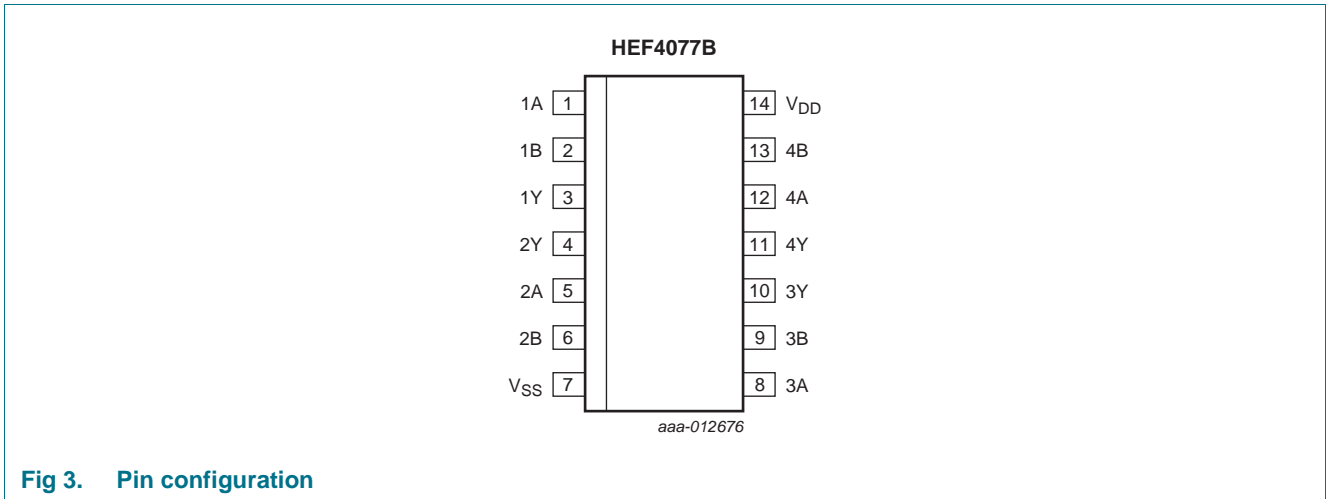 HEF4077B
1A 1 14 VDD
1B 2 13 4B
1Y 3 12 4A
2Y 4 11 4Y
2A 5 10 3Y
2B 6 9 3B
VSS 7 8 3A
aaa-012676
Fig 3. Pin configuration